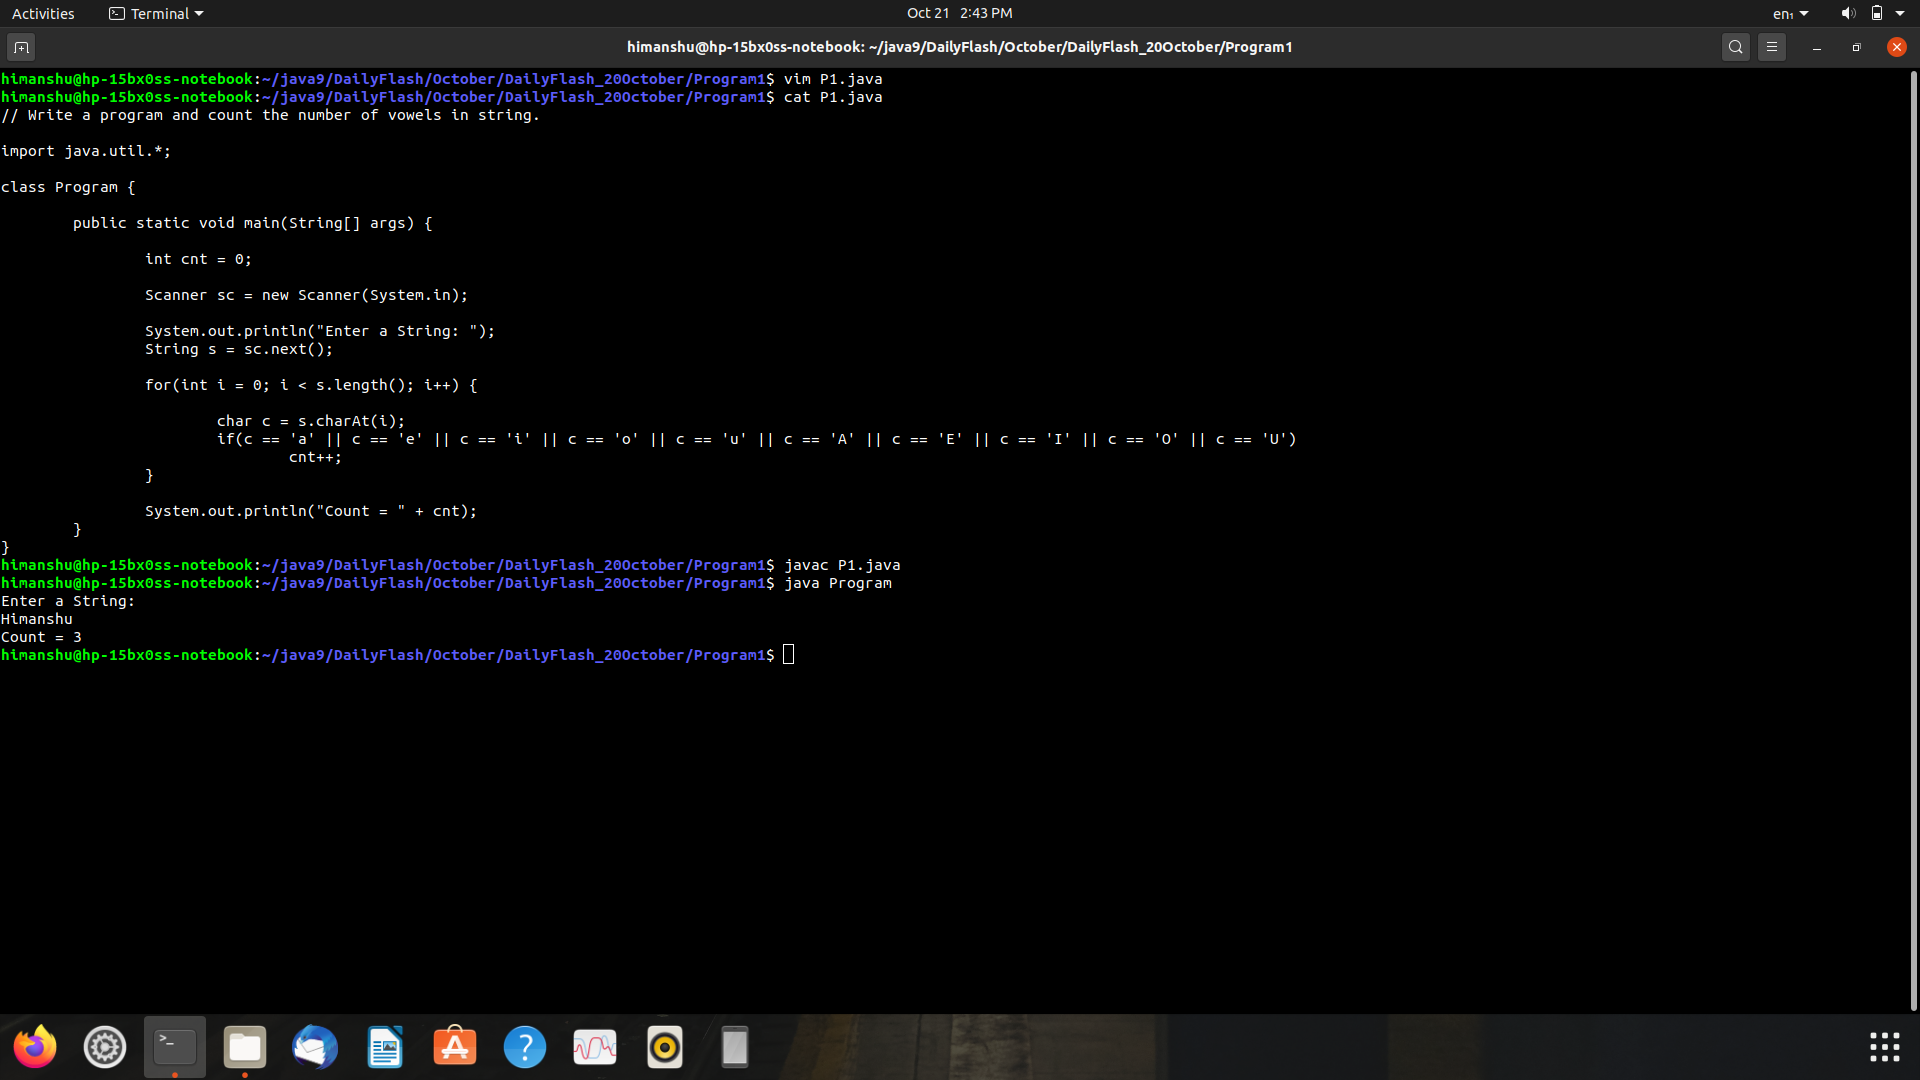 Activities Terminal Oct 21 2:43 PM en₁
himanshu@hp-15bx0ss-notebook: ~/java9/DailyFlash/October/DailyFlash_20October/Program1
himanshu@hp-15bx0ss-notebook:~/java9/DailyFlash/October/DailyFlash_20October/Program1$ vim P1.java
himanshu@hp-15bx0ss-notebook:~/java9/DailyFlash/October/DailyFlash_20October/Program1$ cat P1.java
// Write a program and count the number of vowels in string.
import java.util.*;
class Program {
public static void main(String[] args) {
int cnt = 0;
Scanner sc = new Scanner(System.in);
System.out.println("Enter a String: ");
String s = sc.next();
for(int i = 0; i < s.length(); i++) {
char c = s.charAt(i);
if(c == 'a' || c == 'e' || c == 'i' || c == 'o' || c == 'u' || c == 'A' || c == 'E' || c == 'I' || c == 'O' || c == 'U')
cnt++;
}
System.out.println("Count = " + cnt);
}
}
himanshu@hp-15bx0ss-notebook:~/java9/DailyFlash/October/DailyFlash_20October/Program1$ javac P1.java
himanshu@hp-15bx0ss-notebook:~/java9/DailyFlash/October/DailyFlash_20October/Program1$ java Program
Enter a String:
Himanshu
Count = 3
himanshu@hp-15bx0ss-notebook:~/java9/DailyFlash/October/DailyFlash_20October/Program1$